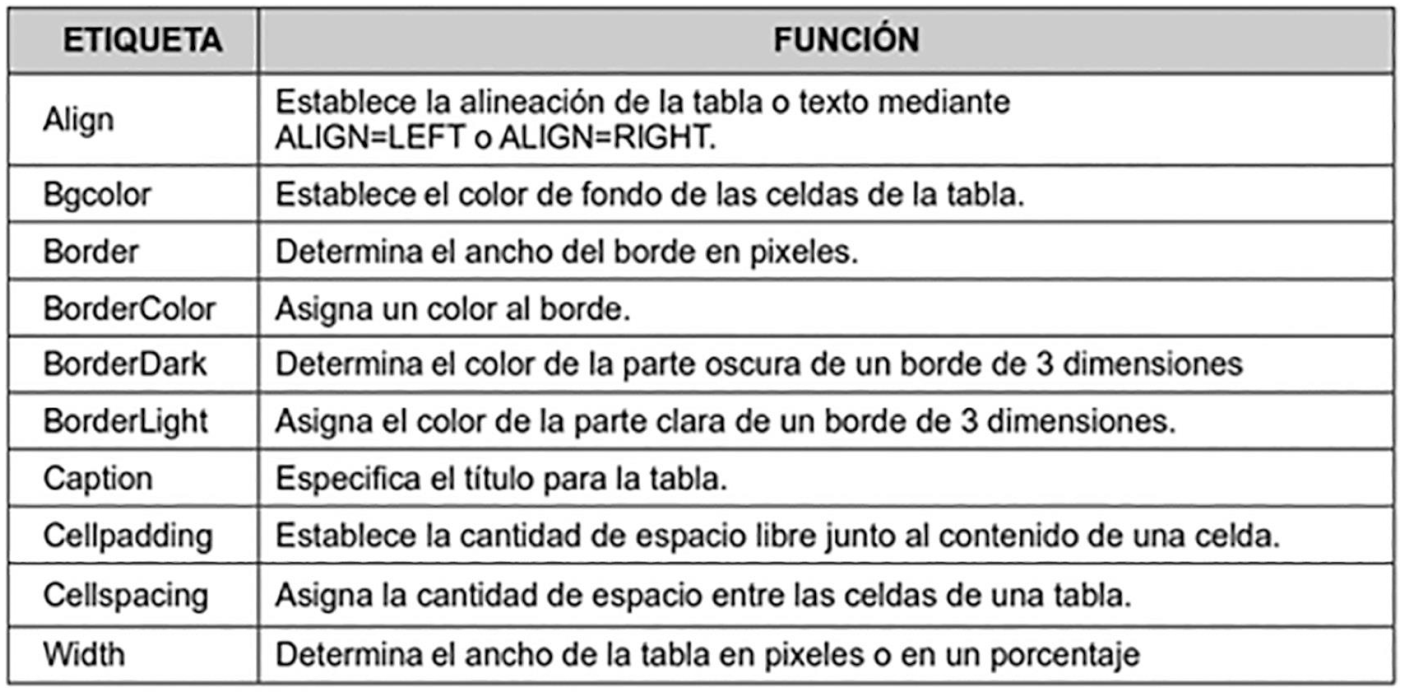 ETIQUETA FUNCIÓN
Align Establece la alineación de la tabla o texto mediante
ALIGN=LEFT o ALIGN=RIGHT.
Bgcolor Establece el color de fondo de las celdas de la tabla.
Border Determina el ancho del borde en pixeles.
BorderColor Asigna un color al borde.
BorderDark Determina el color de la parte oscura de un borde de 3 dimensiones
BorderLight Asigna el color de la parte clara de un borde de 3 dimensiones.
Caption Especifica el título para la tabla.
Cellpadding Establece la cantidad de espacio libre junto al contenido de una celda.
Cellspacing Asigna la cantidad de espacio entre las celdas de una tabla.
Width Determina el ancho de la tabla en pixeles o en un porcentaje